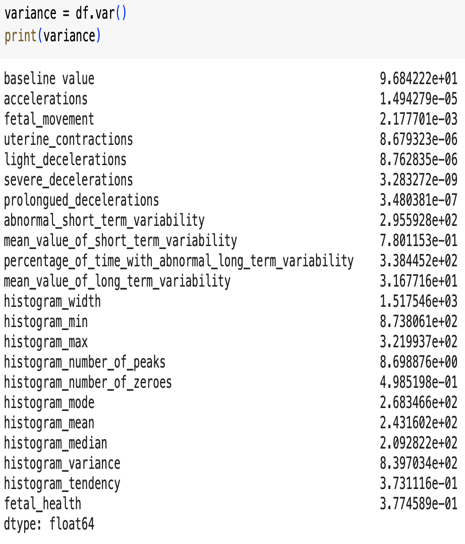 variance = df.var()
print(variance)
baseline value 9.684222e+01
accelerations 1.494279e-05
fetal_movement 2.177701e-03
uterine_contractions 8.679323e-06
light_decelerations 8.762835e-06
severe_decelerations 3.283272e-09
prolongued_decelerations 3.480381e-07
abnormal_short_term_variability 2.955928e+02
mean_value_of_short_term_variability 7.801153e-01
percentage_of_time_with_abnormal_long_term_variability 3.384452e+02
mean_value_of_long_term_variability 3.167716e+01
histogram_width 1.517546e+03
histogram_min 8.738061e+02
histogram_max 3.219937e+02
histogram_number_of_peaks 8.698876e+00
histogram_number_of_zeroes 4.985198e-01
histogram_mode 2.683466e+02
histogram_mean 2.431602e+02
histogram_median 2.092822e+02
histogram_variance 8.397034e+02
histogram_tendency 3.731116e-01
fetal_health 3.774589e-01
dtype: float64